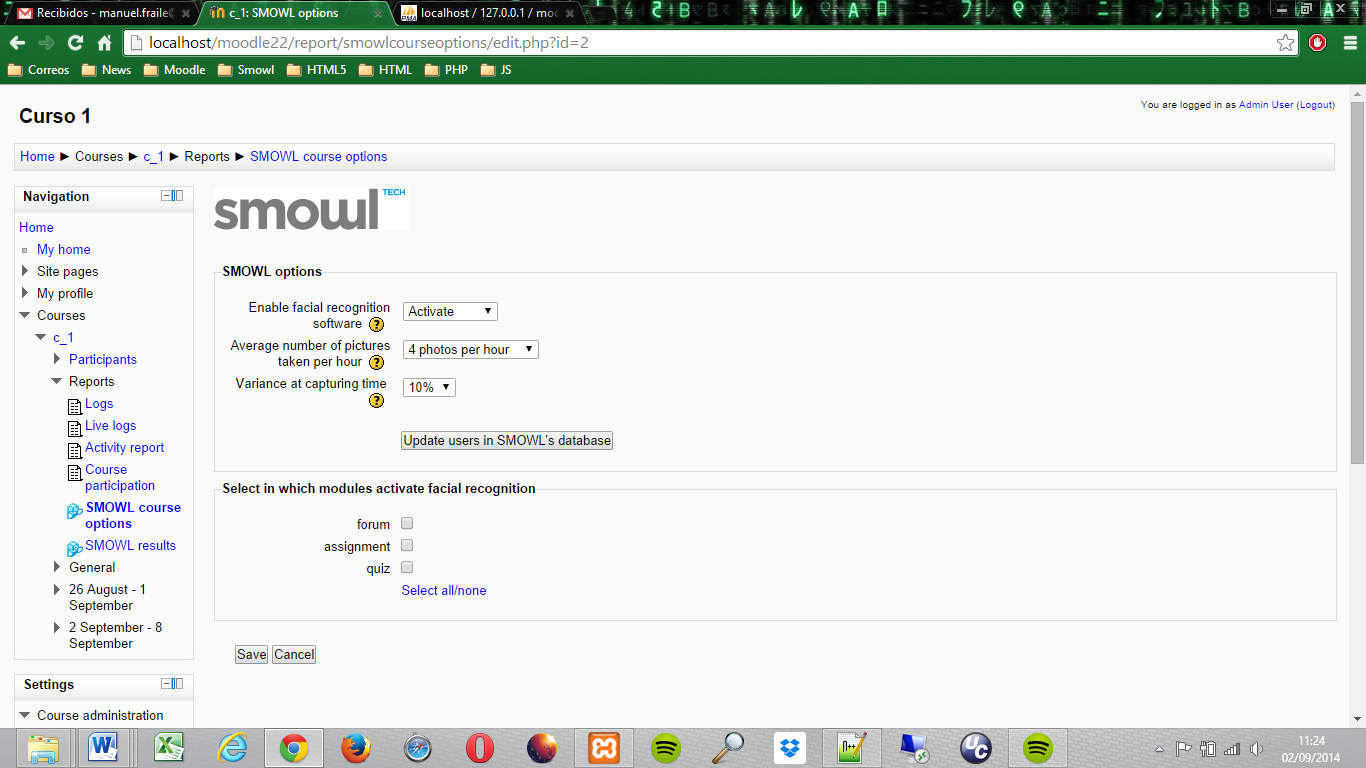 Recibidos - manuel.fraile@
c_1: SMOWL options
localhost / 127.0.0.1 / moo
localhost/moodle22/report/smowlcourseoptions/edit.php?id=2
Correos News Moodle Smowl HTML5 HTML PHP JS
Curso 1
You are logged in as Admin User (Logout)
Home ► Courses ► c_1 ► Reports ► SMOWL course options
Navigation
Home
My home
Site pages
My profile
Courses
c_1
Participants
Reports
Logs
Live logs
Activity report
Course
participation
SMOWL course
options
SMOWL results
General
26 August - 1
September
2 September - 8
September
Settings
Course administration
smowl TECH
SMOWL options
Enable facial recognition
software
Activate
Average number of pictures
taken per hour
4 photos per hour
Variance at capturing time
10%
Update users in SMOWL's database
Select in which modules activate facial recognition
forum
assignment
quiz
Select all/none
Save Cancel
11:24
02/09/2014